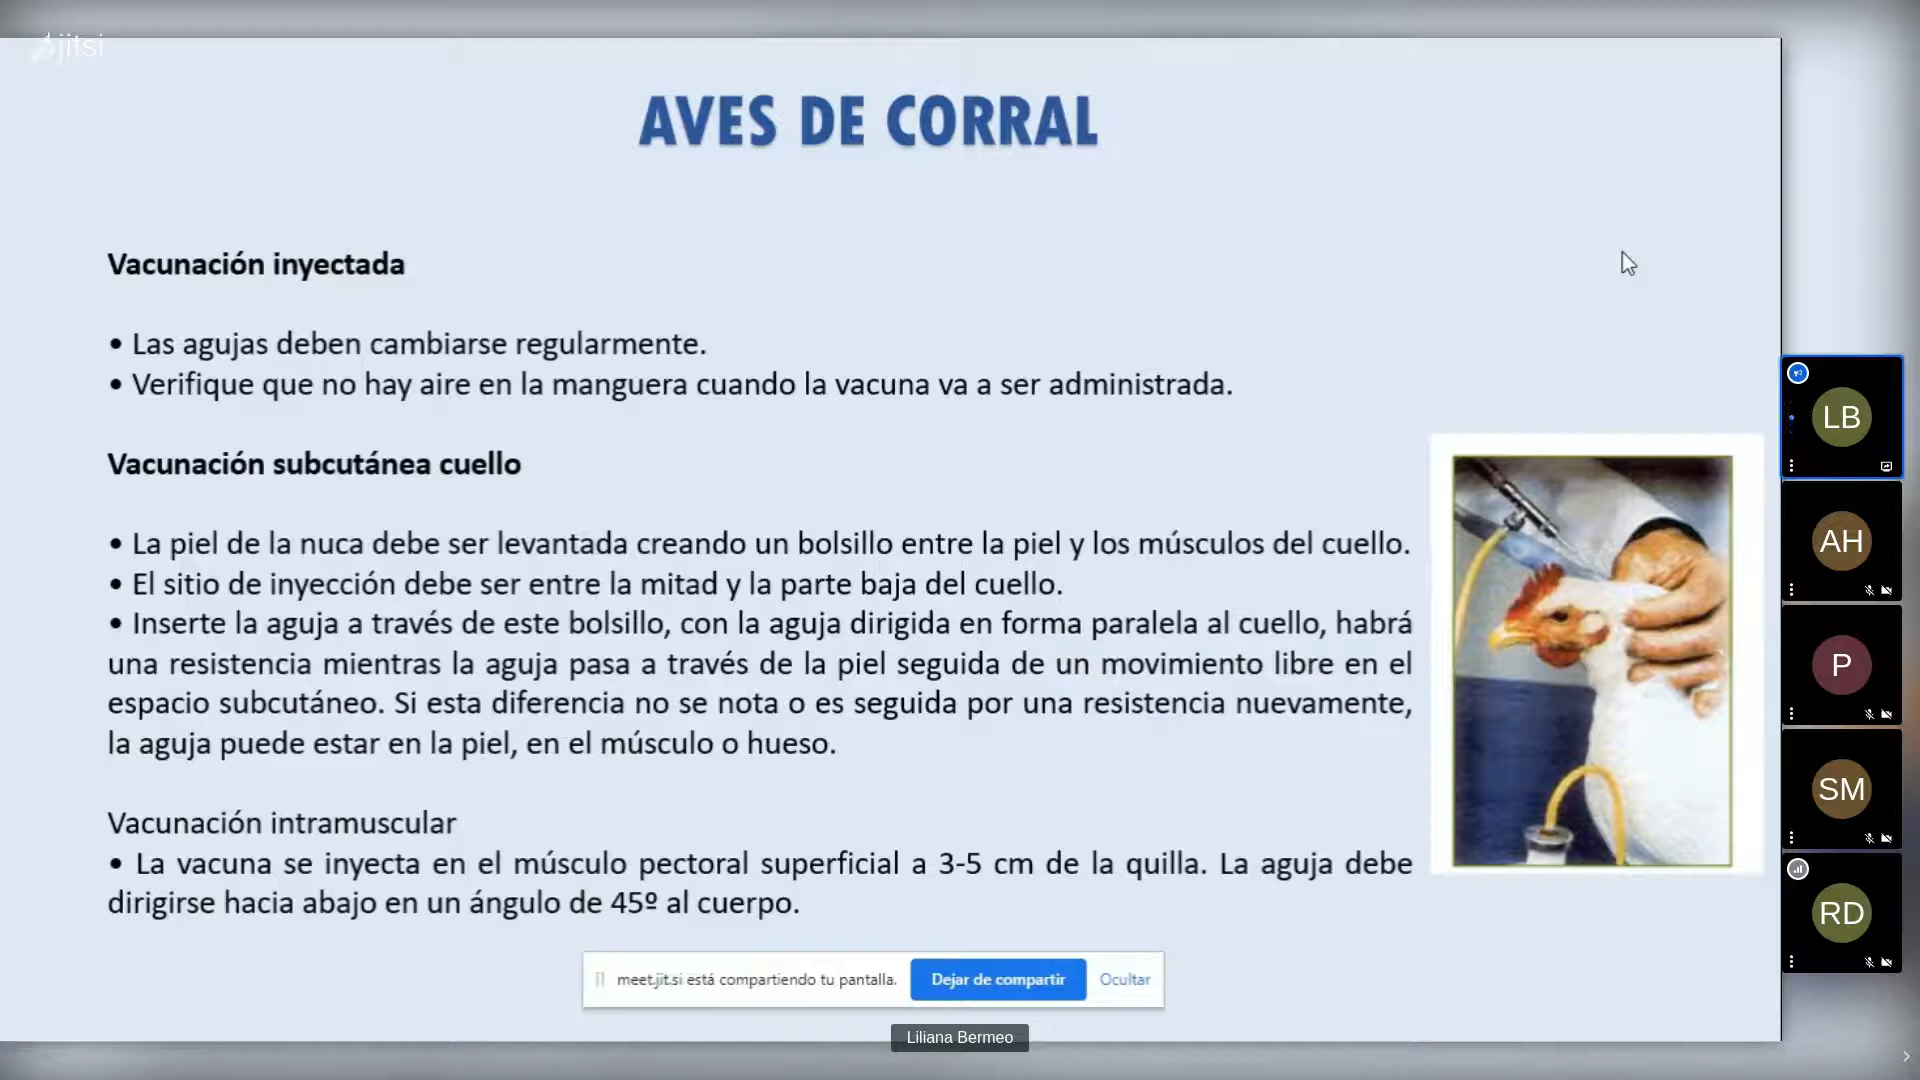 jitsi
AVES DE CORRAL
Vacunación inyectada
• Las agujas deben cambiarse regularmente.
• Verifique que no hay aire en la manguera cuando la vacuna va a ser administrada.
Vacunación subcutánea cuello
• La piel de la nuca debe ser levantada creando un bolsillo entre la piel y los músculos del cuello.
• El sitio de inyección debe ser entre la mitad y la parte baja del cuello.
• Inserte la aguja a través de este bolsillo, con la aguja dirigida en forma paralela al cuello, habrá
una resistencia mientras la aguja pasa a través de la piel seguida de un movimiento libre en el
espacio subcutáneo. Si esta diferencia no se nota o es seguida por una resistencia nuevamente,
la aguja puede estar en la piel, en el músculo o hueso.
Vacunación intramuscular
• La vacuna se inyecta en el músculo pectoral superficial a 3-5 cm de la quilla. La aguja debe
dirigirse hacia abajo en un ángulo de 45º al cuerpo.
meet.jit.si está compartiendo tu pantalla.
Dejar de compartir
Ocultar
Liliana Bermeo
LB
AH
P
SM
RD